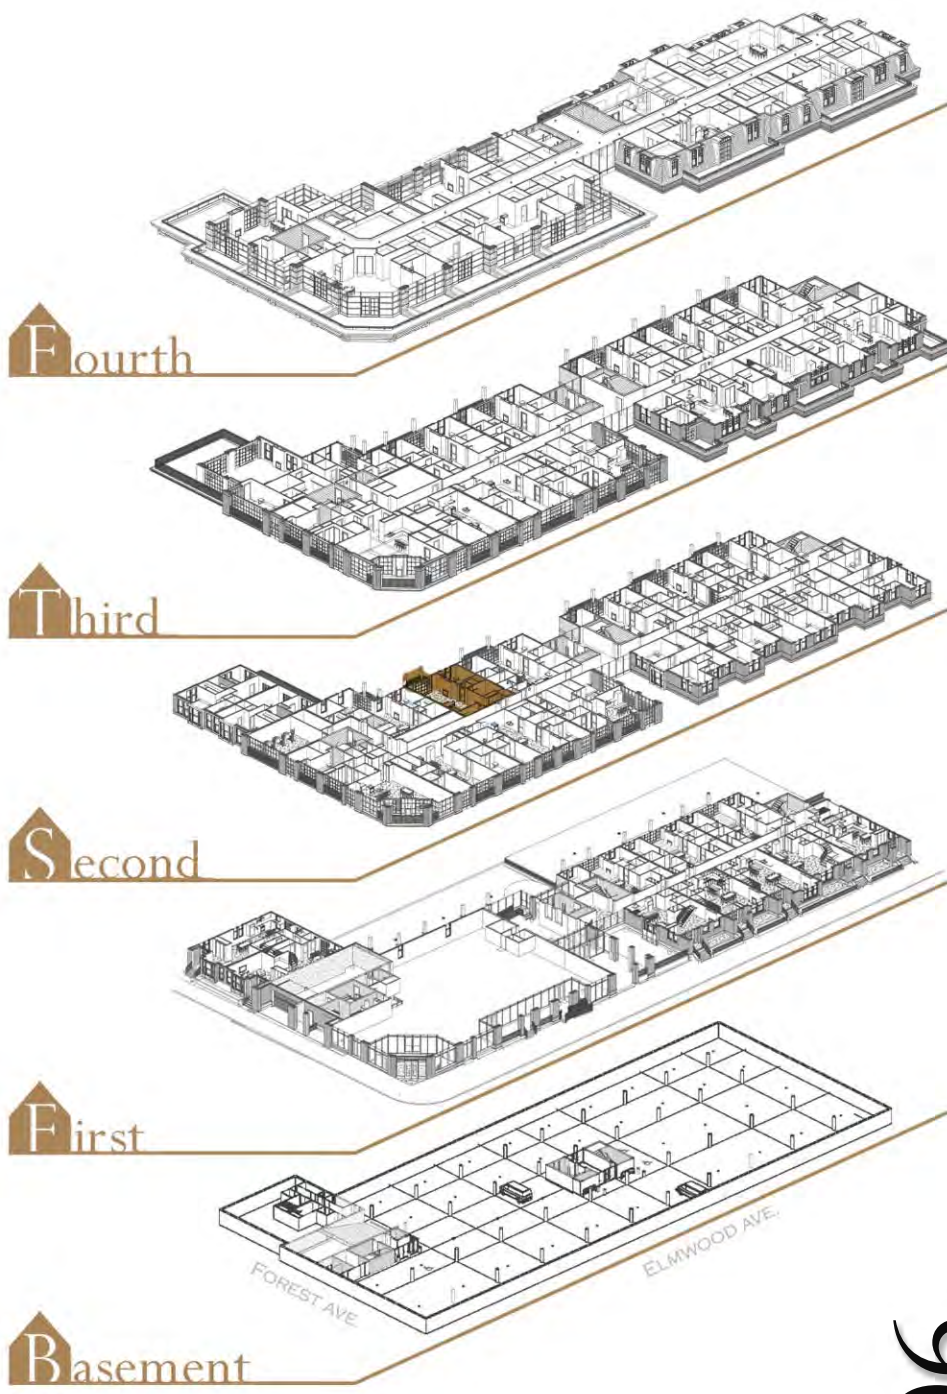 Fourth
Third
Second
First
FOREST AVE.
ELMWOOD AVE.
Basement